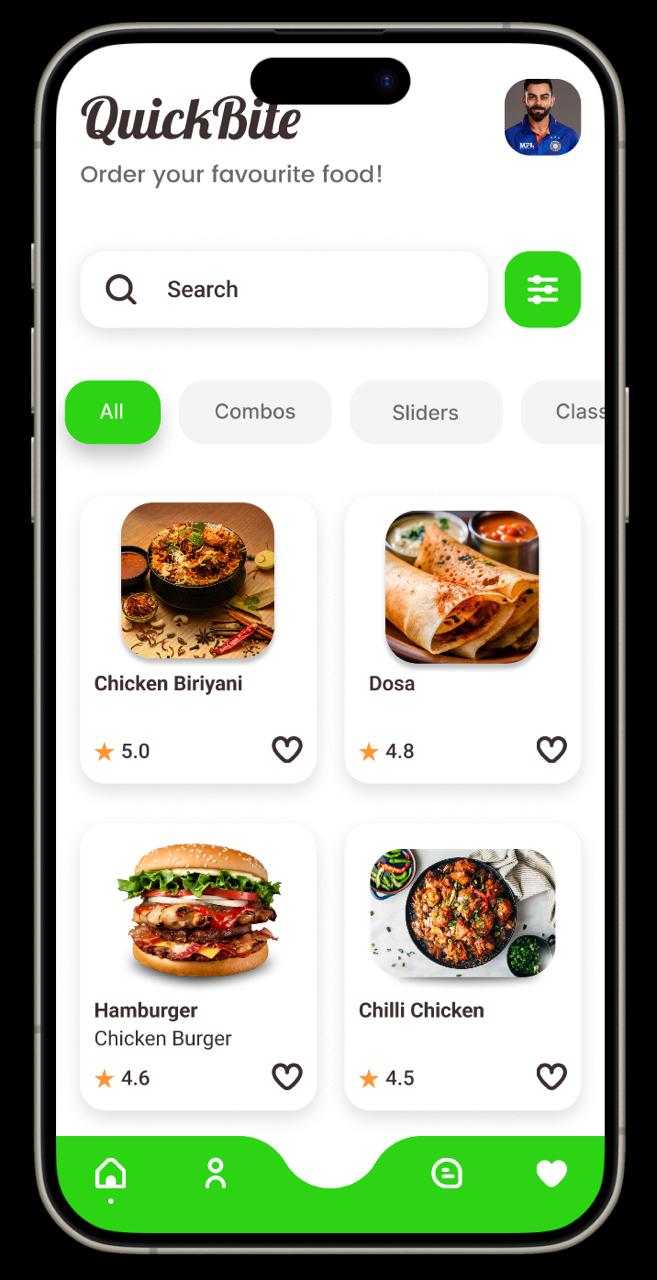 QuickBite
Order your favourite food!
MPL
Search
All
Combos
Sliders
Class
Chicken Biriyani
Dosa
5.0
4.8
Hamburger
Chicken Burger
Chilli Chicken
4.6
4.5